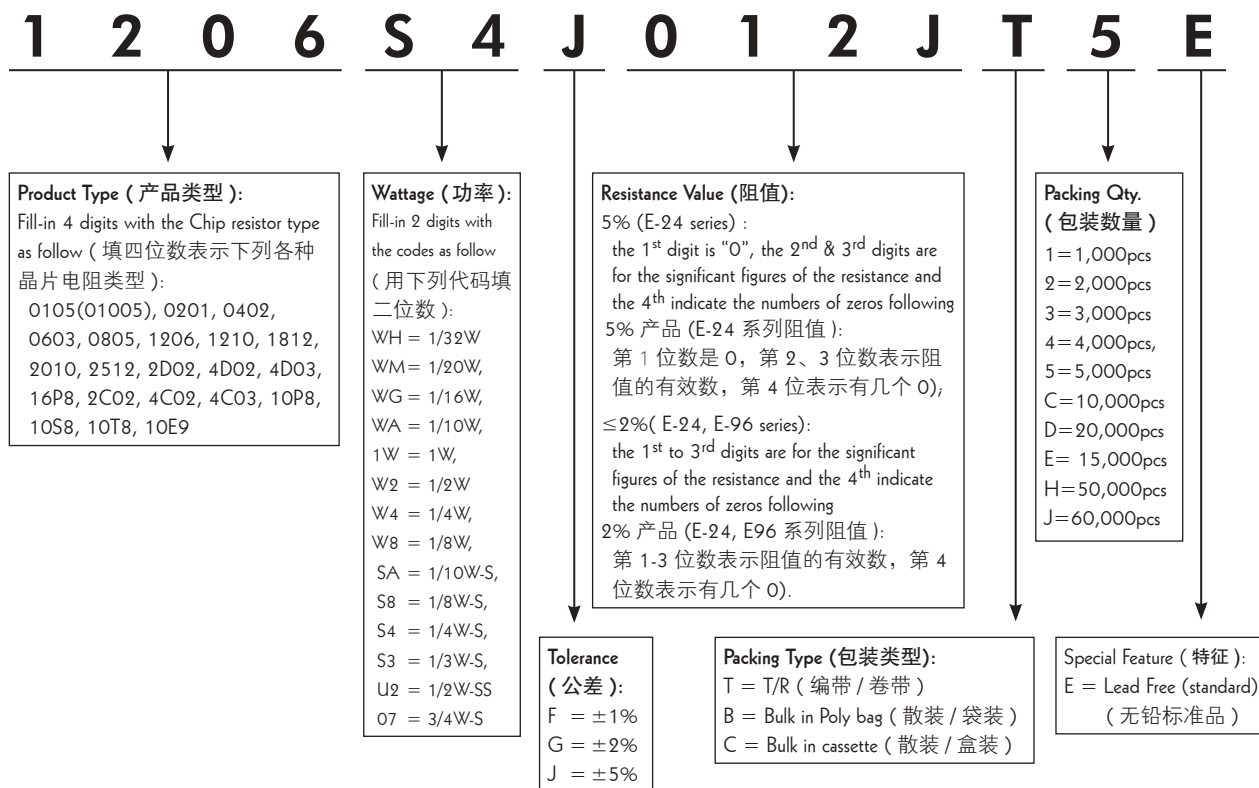 1 2 0 6 S 4 J 0 1 2 J T 5 E
Product Type ( 产品类型 ):
Fill-in 4 digits with the Chip resistor type
as follow ( 填四位数表示下列各种
晶片电阻类型 ):
0105(01005), 0201, 0402,
0603, 0805, 1206, 1210, 1812,
2010, 2512, 2D02, 4D02, 4D03,
16P8, 2C02, 4C02, 4C03, 10P8,
10S8, 10T8, 10E9
Wattage ( 功率 ):
Fill-in 2 digits with
the codes as follow
( 用下列代码填
二位数 ):
WH = 1/32W
WM = 1/20W,
WG = 1/16W,
WA = 1/10W,
1W = 1W,
W2 = 1/2W
W4 = 1/4W,
W8 = 1/8W,
SA = 1/10W-S,
S8 = 1/8W-S,
S4 = 1/4W-S,
S3 = 1/3W-S,
U2 = 1/2W-SS
07 = 3/4W-S
Resistance Value (阻值):
5% (E-24 series) :
the 1st digit is “0”, the 2nd & 3rd digits are
for the significant figures of the resistance and
the 4th indicate the numbers of zeros following
5% 产品 (E-24 系列阻值 ):
第 1 位数是 0，第 2、3 位数表示阻
值的有效数，第 4 位表示有几个 0);
≤2%( E-24, E-96 series):
the 1st to 3rd digits are for the significant
figures of the resistance and the 4th indicate
the numbers of zeros following
2% 产品 (E-24, E96 系列阻值 ):
第 1-3 位数表示阻值的有效数，第 4
位数表示有几个 0).
Packing Qty.
( 包装数量 )
1=1,000pcs
2=2,000pcs
3=3,000pcs
4=4,000pcs,
5=5,000pcs
C=10,000pcs
D=20,000pcs
E= 15,000pcs
H=50,000pcs
J=60,000pcs
Tolerance
( 公差 ):
F = ±1%
G = ±2%
J = ±5%
Packing Type (包装类型):
T = T/R ( 编带 / 卷带 )
B = Bulk in Poly bag ( 散装 / 袋装 )
C = Bulk in cassette ( 散装 / 盒装 )
Special Feature ( 特征 ):
E = Lead Free (standard)
( 无铅标准品 )